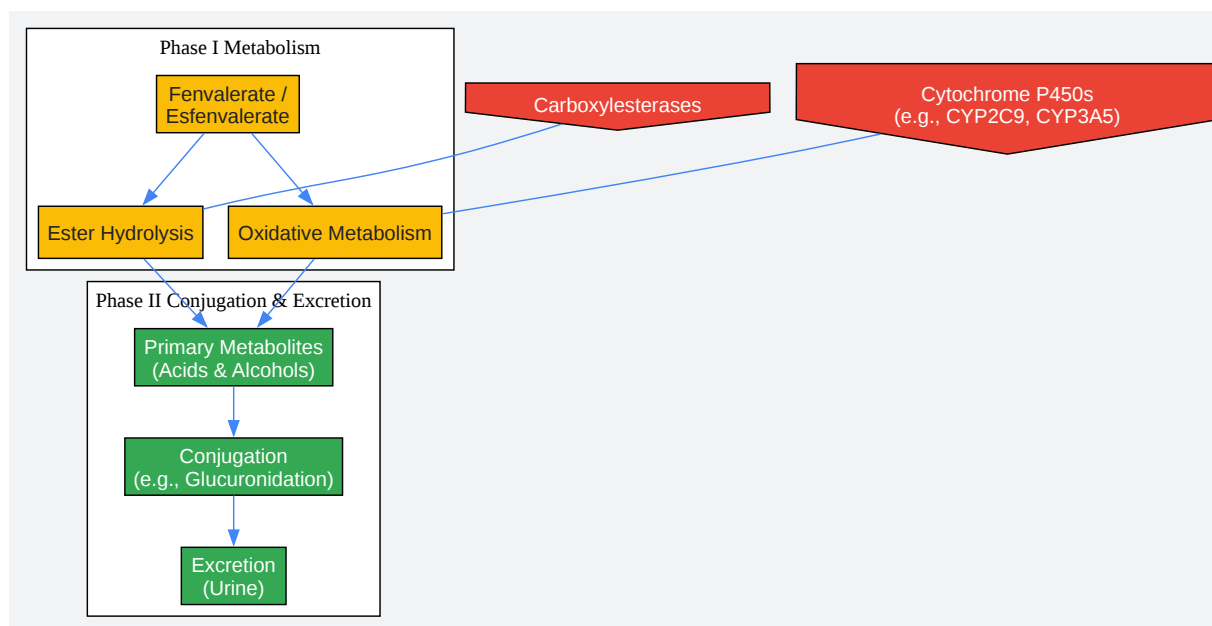 Phase I Metabolism
Fenvalerate /
Esfenvalerate
Carboxylesterases
Cytochrome P450s
(e.g., CYP2C9, CYP3A5)
Ester Hydrolysis
Oxidative Metabolism
Phase II Conjugation & Excretion
Primary Metabolites
(Acids & Alcohols)
Conjugation
(e.g., Glucuronidation)
Excretion
(Urine)